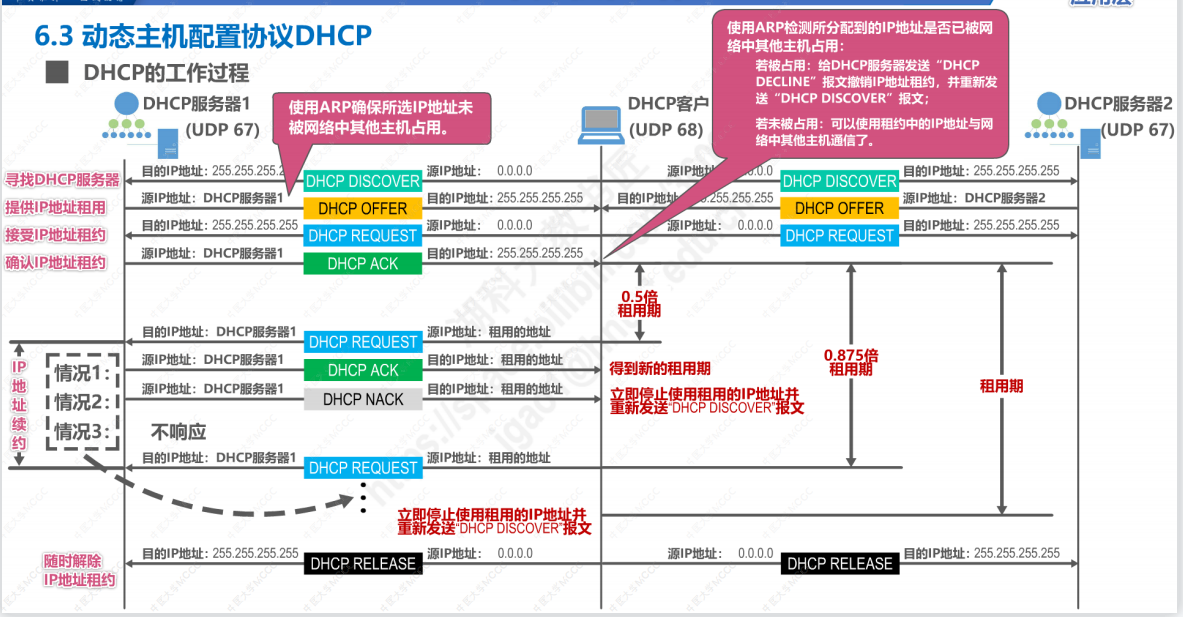 应用层
6.3 动态主机配置协议DHCP
DHCP的工作过程
使用ARP检测所分配到的IP地址是否已被网
络中其他主机占用：
若被占用：给DHCP服务器发送“DHCP
DECLINE”报文撤销IP地址租约，并重新发
送“DHCP DISCOVER”报文；
若未被占用：可以使用租约中的IP地址与网
络中其他主机通信了。
DHCP服务器1
(UDP 67)
使用ARP确保所选IP地址未
被网络中其他主机占用。
DHCP客户
(UDP 68)
DHCP服务器2
(UDP 67)
寻找DHCP服务器
目的IP地址：255.255.255.2
DHCP DISCOVER
源IP地址： 0.0.0.0
源IP地 .0.0
DHCP DISCOVER
目的IP地址：255.255.255.255
提供IP地址租用
源IP地址：DHCP服务器1
DHCP OFFER
目的IP地址：255.255.255.255
目的IP地址 255.255.255
DHCP OFFER
源IP地址：DHCP服务器2
接受IP地址租约
目的IP地址：255.255.255.255
DHCP REQUEST
源IP地址： 0.0.0.0
源IP地址： 0.0.0.0
DHCP REQUEST
目的IP地址：255.255.255.255
确认IP地址租约
源IP地址：DHCP服务器1
DHCP ACK
目的IP地址：255.255.255.255
0.5倍
租用期
0.875倍
租用期
租用期
IP地址续约
目的IP地址：DHCP服务器1
DHCP REQUEST
源IP地址：租用的地址
情况1：
源IP地址：DHCP服务器1
DHCP ACK
目的IP地址：租用的地址
得到新的租用期
情况2：
源IP地址：DHCP服务器1
DHCP NACK
目的IP地址：租用的地址
立即停止使用租用的IP地址并
重新发送“DHCP DISCOVER”报文
情况3：
不响应
目的IP地址：DHCP服务器1
DHCP REQUEST
源IP地址：租用的地址
立即停止使用租用的IP地址并
重新发送“DHCP DISCOVER”报文
随时解除
IP地址租约
目的IP地址：255.255.255.255
DHCP RELEASE
源IP地址： 0.0.0.0
源IP地址： 0.0.0.0
DHCP RELEASE
目的IP地址：255.255.255.255